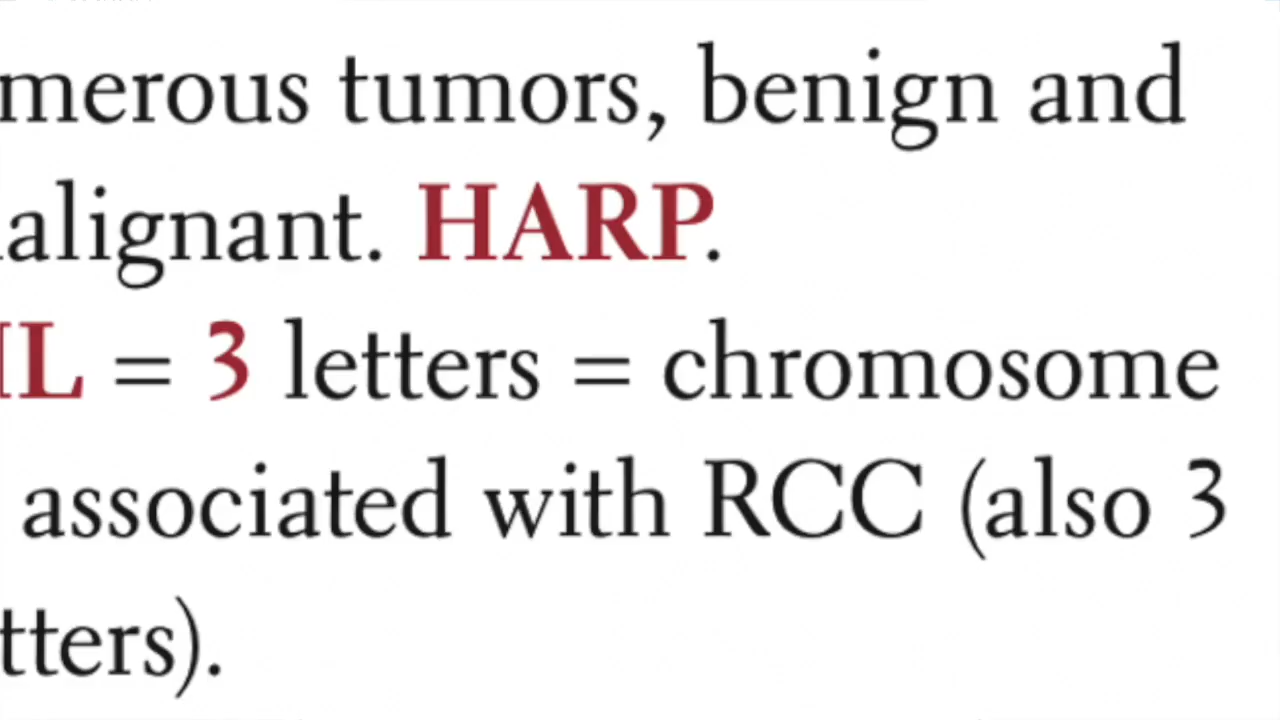 merous tumors, benign and
alignant. HARP.
L = 3 letters = chromosome
associated with RCC (also 3
tters).